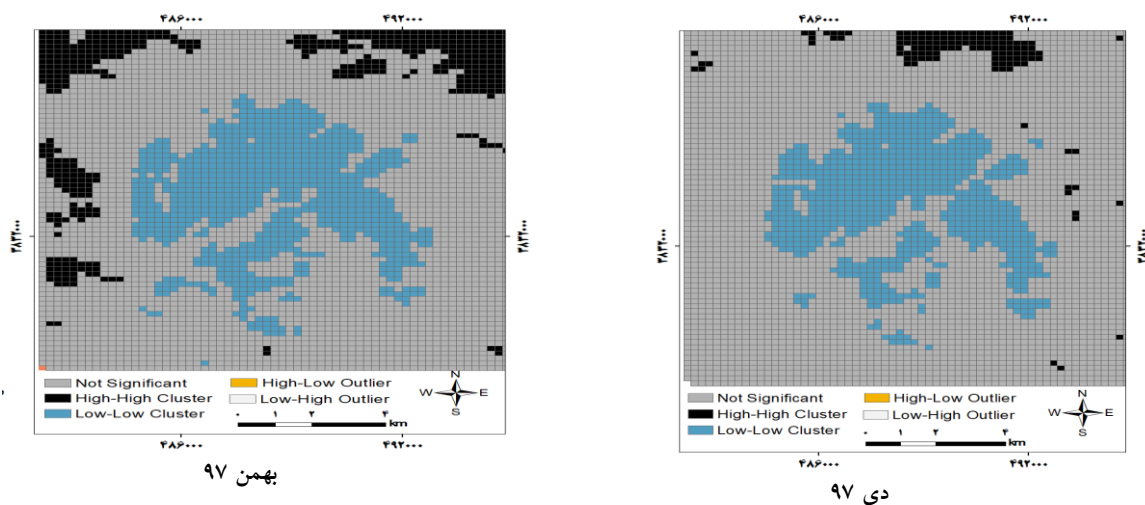 ۴۸۶۰۰۰ ۴۹۲۰۰۰
۳۸۳۲۰۰۰ ۳۸۳۲۰۰۰
Not Significant High-Low Outlier
High-High Cluster Low-High Outlier
Low-Low Cluster
N
W E
S
۰ ۱ ۲ ۴ km
۴۸۶۰۰۰ ۴۹۲۰۰۰
بهمن ۹۷
۴۸۶۰۰۰ ۴۹۲۰۰۰
۳۸۳۲۰۰۰ ۳۸۳۲۰۰۰
Not Significant High-Low Outlier
High-High Cluster Low-High Outlier
Low-Low Cluster
N
W E
S
۰ ۱ ۲ ۴ km
۴۸۶۰۰۰ ۴۹۲۰۰۰
دی ۹۷